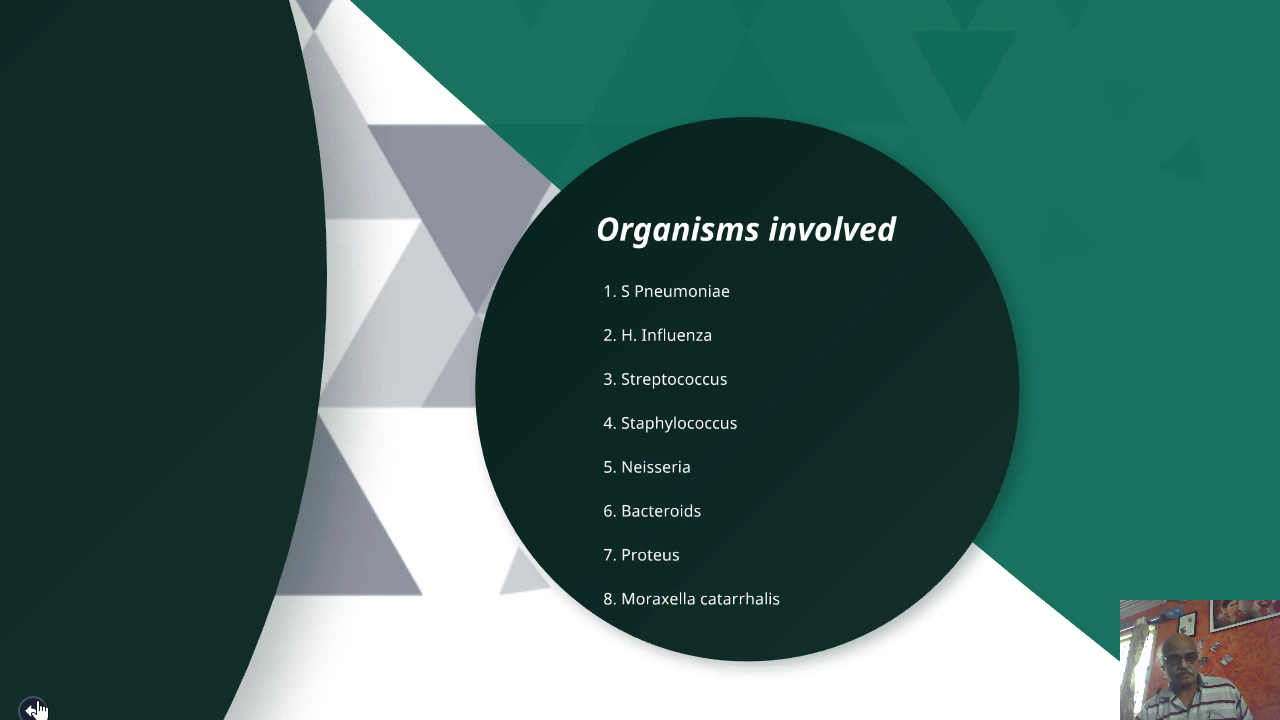 Organisms involved
1. S Pneumoniae
2. H. Influenza
3. Streptococcus
4. Staphylococcus
5. Neisseria
6. Bacteroids
7. Proteus
8. Moraxella catarrhalis